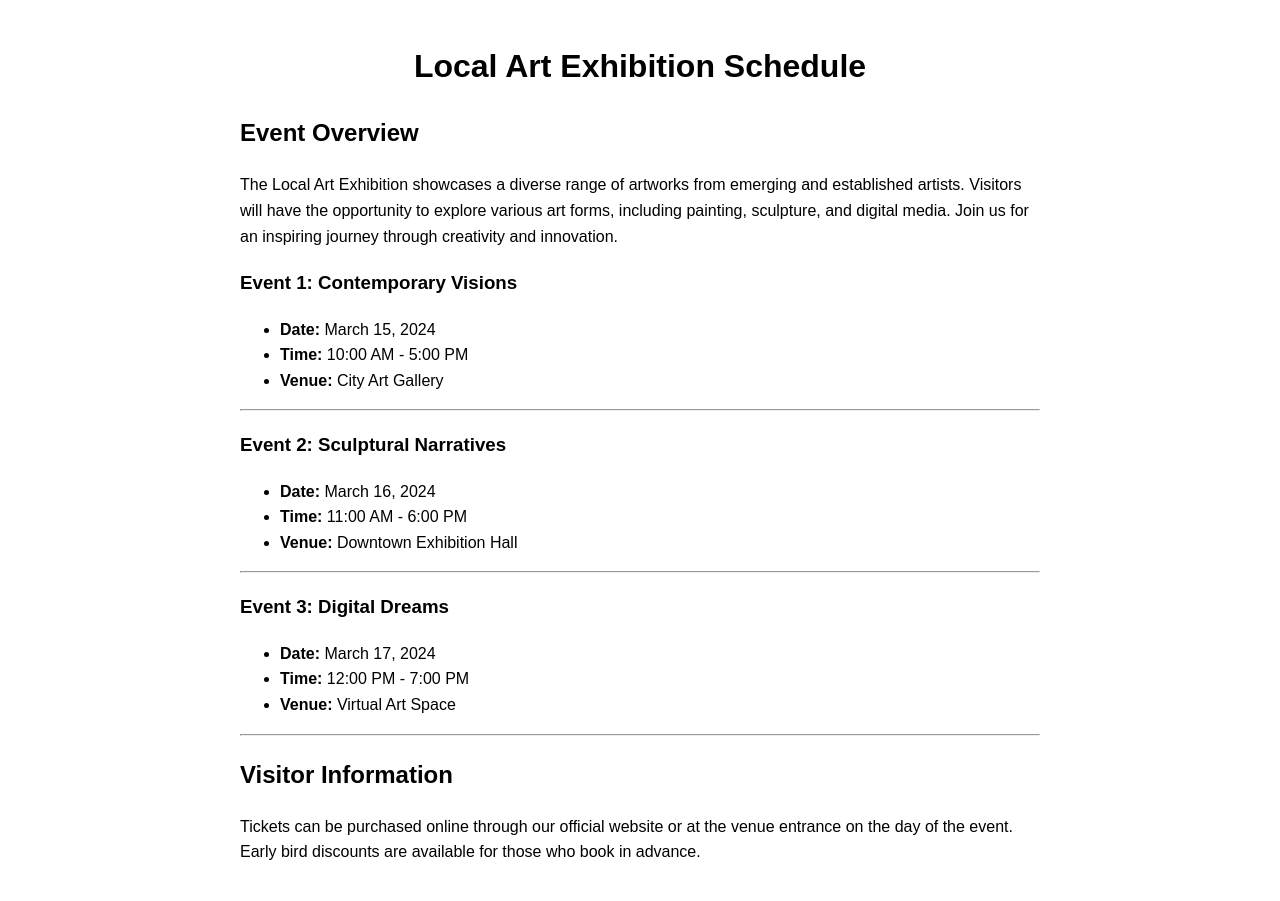 Local Art Exhibition Schedule
Event Overview
The Local Art Exhibition showcases a diverse range of artworks from emerging and established artists. Visitors
will have the opportunity to explore various art forms, including painting, sculpture, and digital media. Join us for
an inspiring journey through creativity and innovation.
Event 1: Contemporary Visions
• Date: March 15, 2024
• Time: 10:00 AM - 5:00 PM
• Venue: City Art Gallery
Event 2: Sculptural Narratives
• Date: March 16, 2024
• Time: 11:00 AM - 6:00 PM
• Venue: Downtown Exhibition Hall
Event 3: Digital Dreams
• Date: March 17, 2024
• Time: 12:00 PM - 7:00 PM
• Venue: Virtual Art Space
Visitor Information
Tickets can be purchased online through our official website or at the venue entrance on the day of the event.
Early bird discounts are available for those who book in advance.